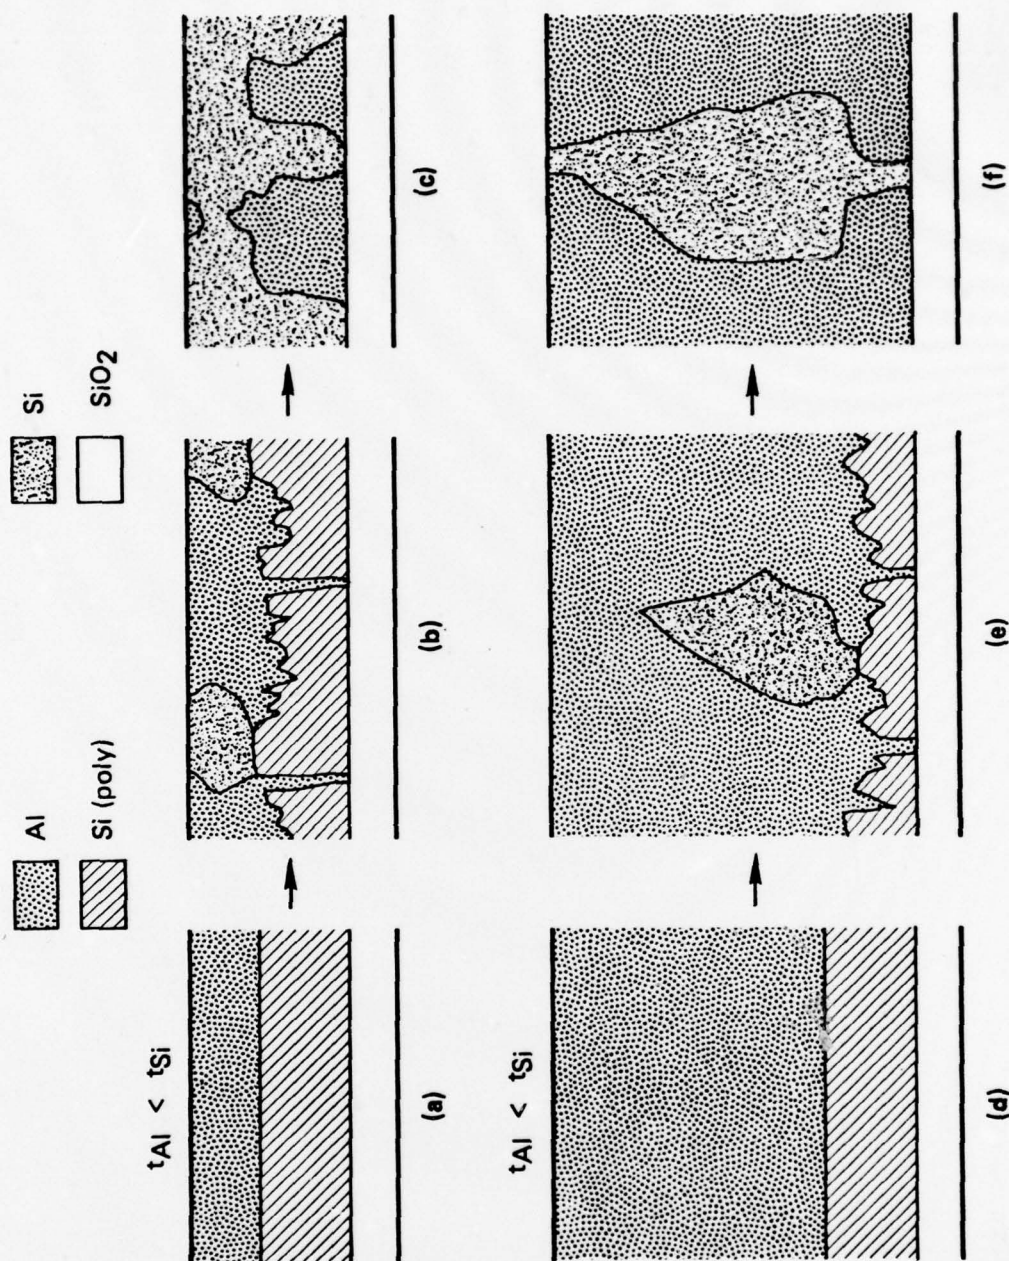 Al
Si
Si (poly)
SiO2
tAl < tSi
(a)
(b)
(c)
tAl < tSi
(d)
(e)
(f)